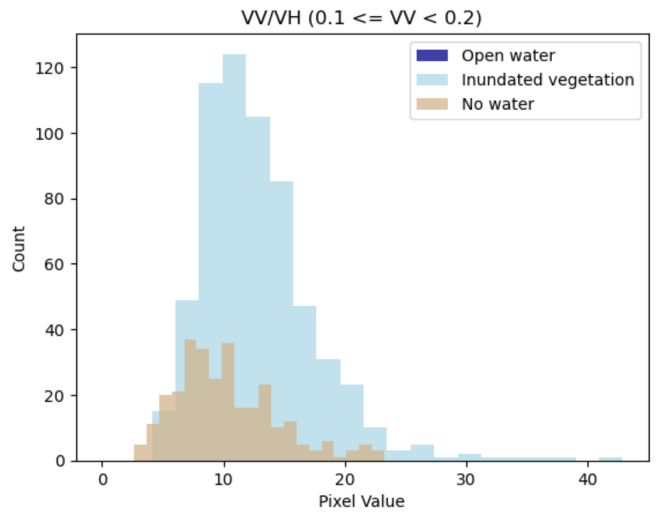 VV/VH (0.1 <= VV < 0.2)
Open water
Inundated vegetation
No water
120
100
80
60
40
20
0
Count
0 10 20 30 40
Pixel Value